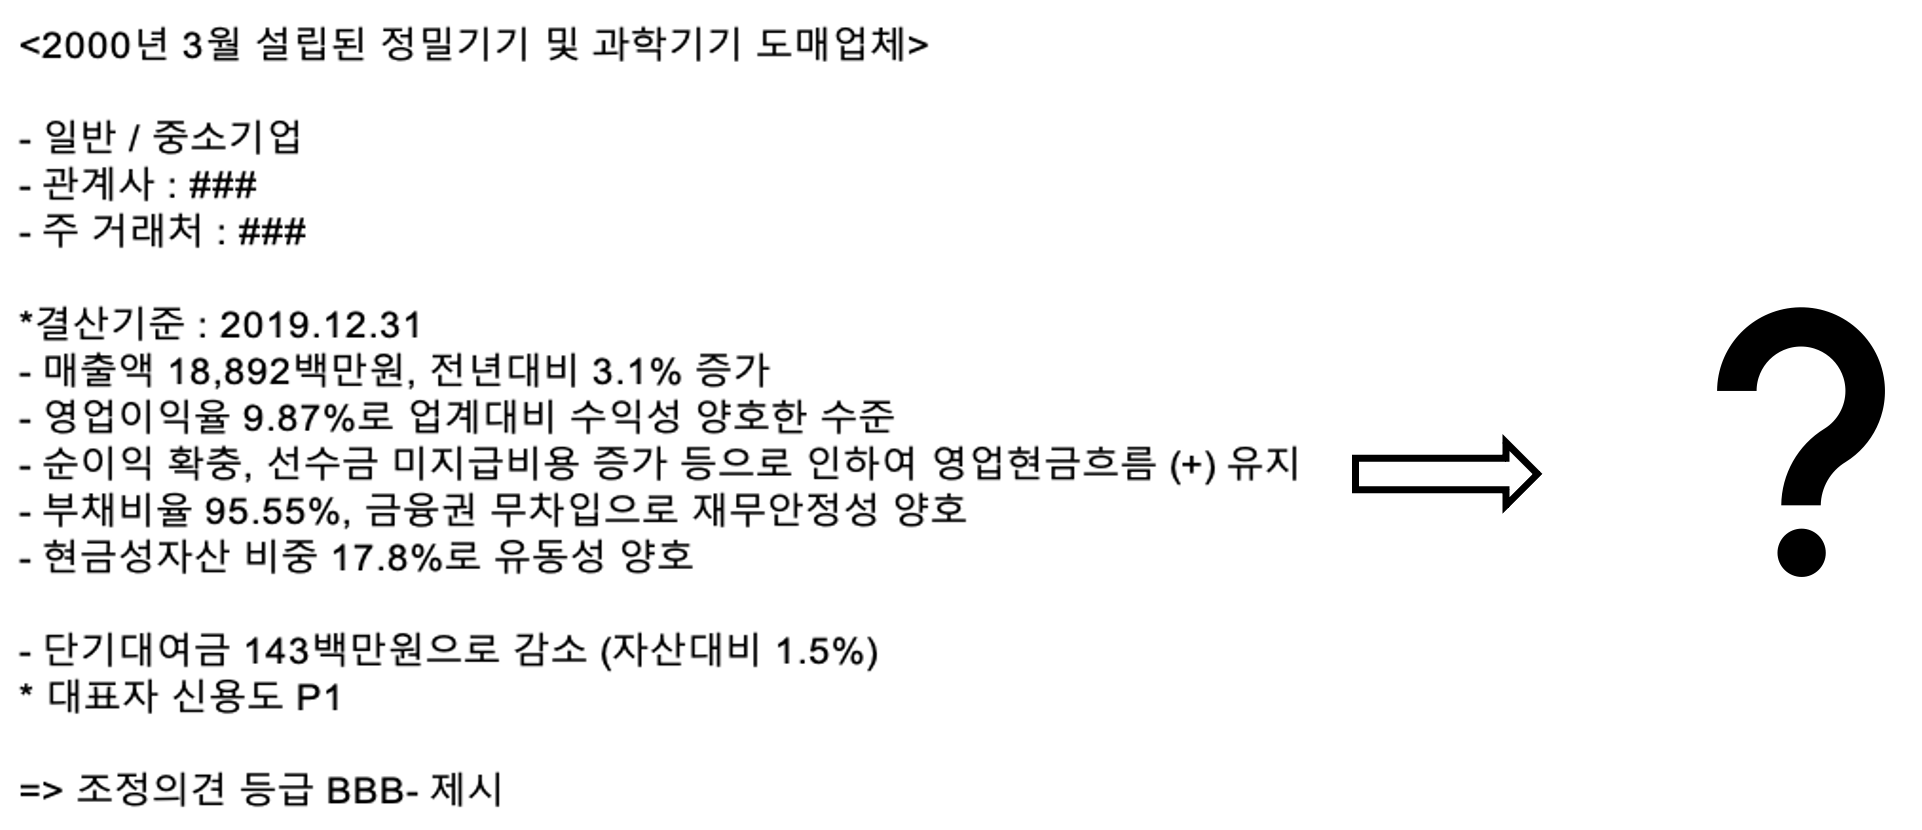 <2000년 3월 설립된 정밀기기 및 과학기기 도매업체>
- 일반 / 중소기업
- 관계사 : ###
- 주 거래처 : ###
*결산기준 : 2019.12.31
- 매출액 18,892백만원, 전년대비 3.1% 증가
- 영업이익율 9.87%로 업계대비 수익성 양호한 수준
- 순이익 확충, 선수금 미지급비용 증가 등으로 인하여 영업현금흐름 (+) 유지
- 부채비율 95.55%, 금융권 무차입으로 재무안정성 양호
- 현금성자산 비중 17.8%로 유동성 양호
- 단기대여금 143백만원으로 감소 (자산대비 1.5%)
* 대표자 신용도 P1
=> 조정의견 등급 BBB- 제시
?